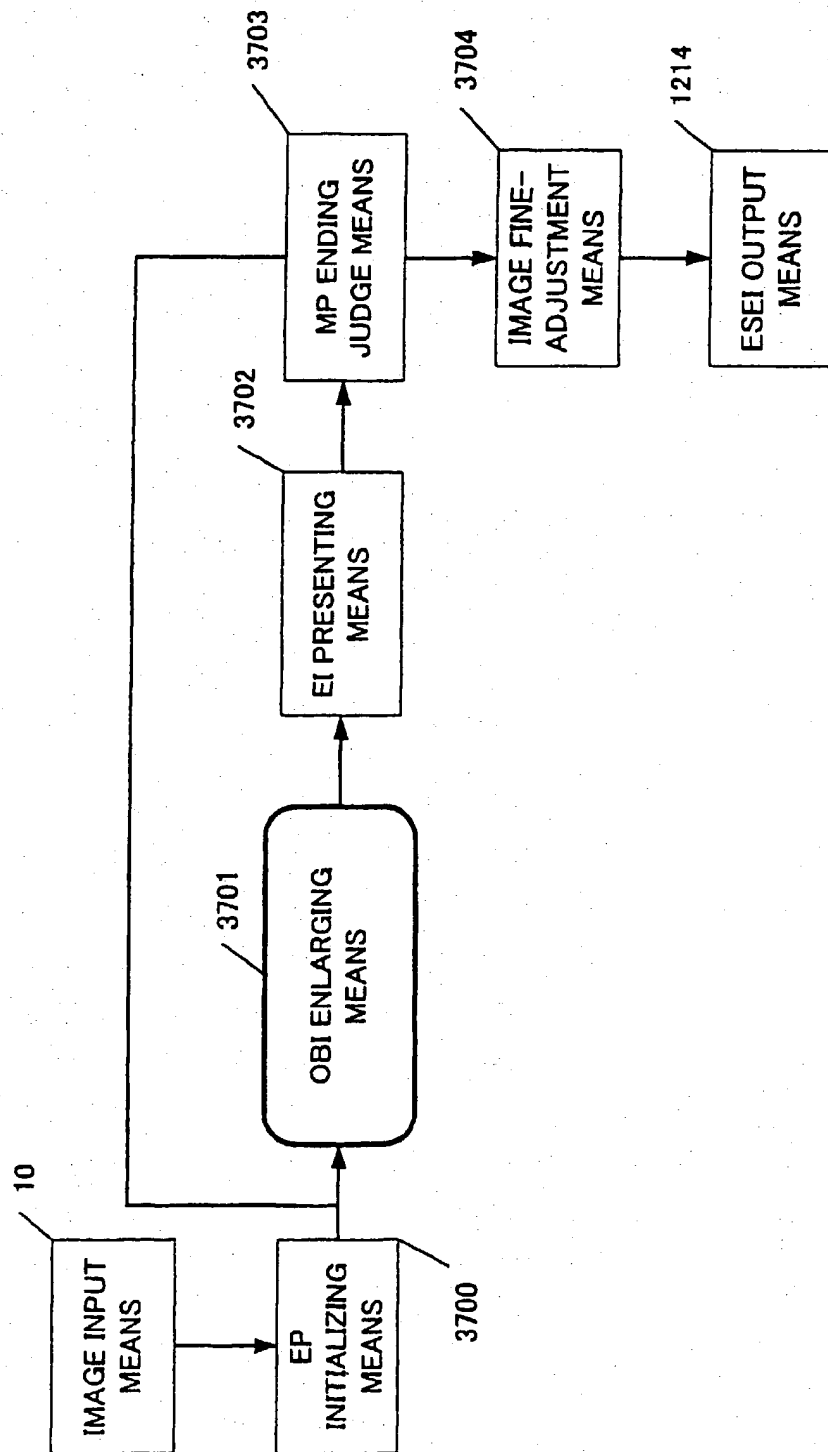 10
IMAGE INPUT
MEANS
EP
INITIALIZING
MEANS
3700
3701
OBI ENLARGING
MEANS
3702
EI PRESENTING
MEANS
3703
MP ENDING
JUDGE MEANS
3704
IMAGE FINE-
ADJUSTMENT
MEANS
1214
ESEI OUTPUT
MEANS